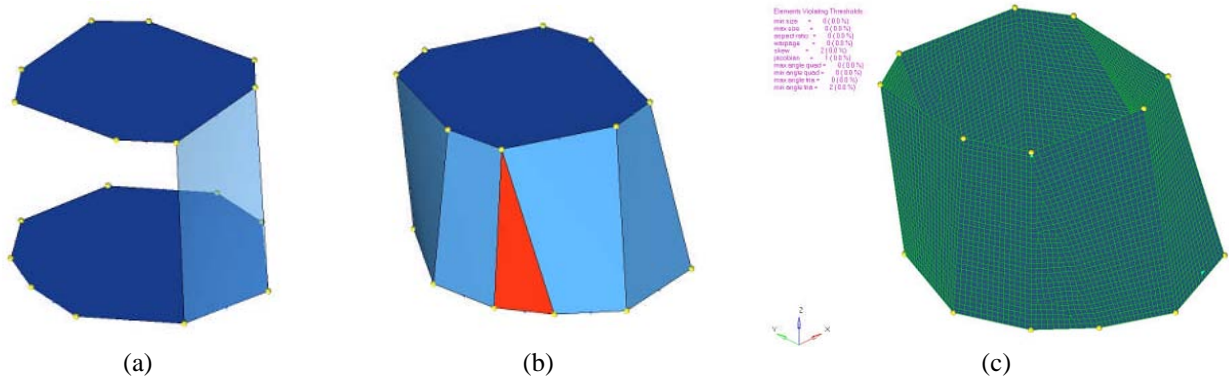 Elements Violating Thresholds
min size = 0 ( 0.0 %)
max size = 0 ( 0.0 %)
aspect ratio = 0 ( 0.0 %)
warpage = 0 ( 0.0 %)
skew = 2 ( 0.0 %)
jacobian = 1 ( 0.0 %)
max angle quad = 0 ( 0.0 %)
min angle quad = 0 ( 0.0 %)
max angle tria = 0 ( 0.0 %)
min angle tria = 2 ( 0.0 %)
Z
Y
X
(a)
(b)
(c)